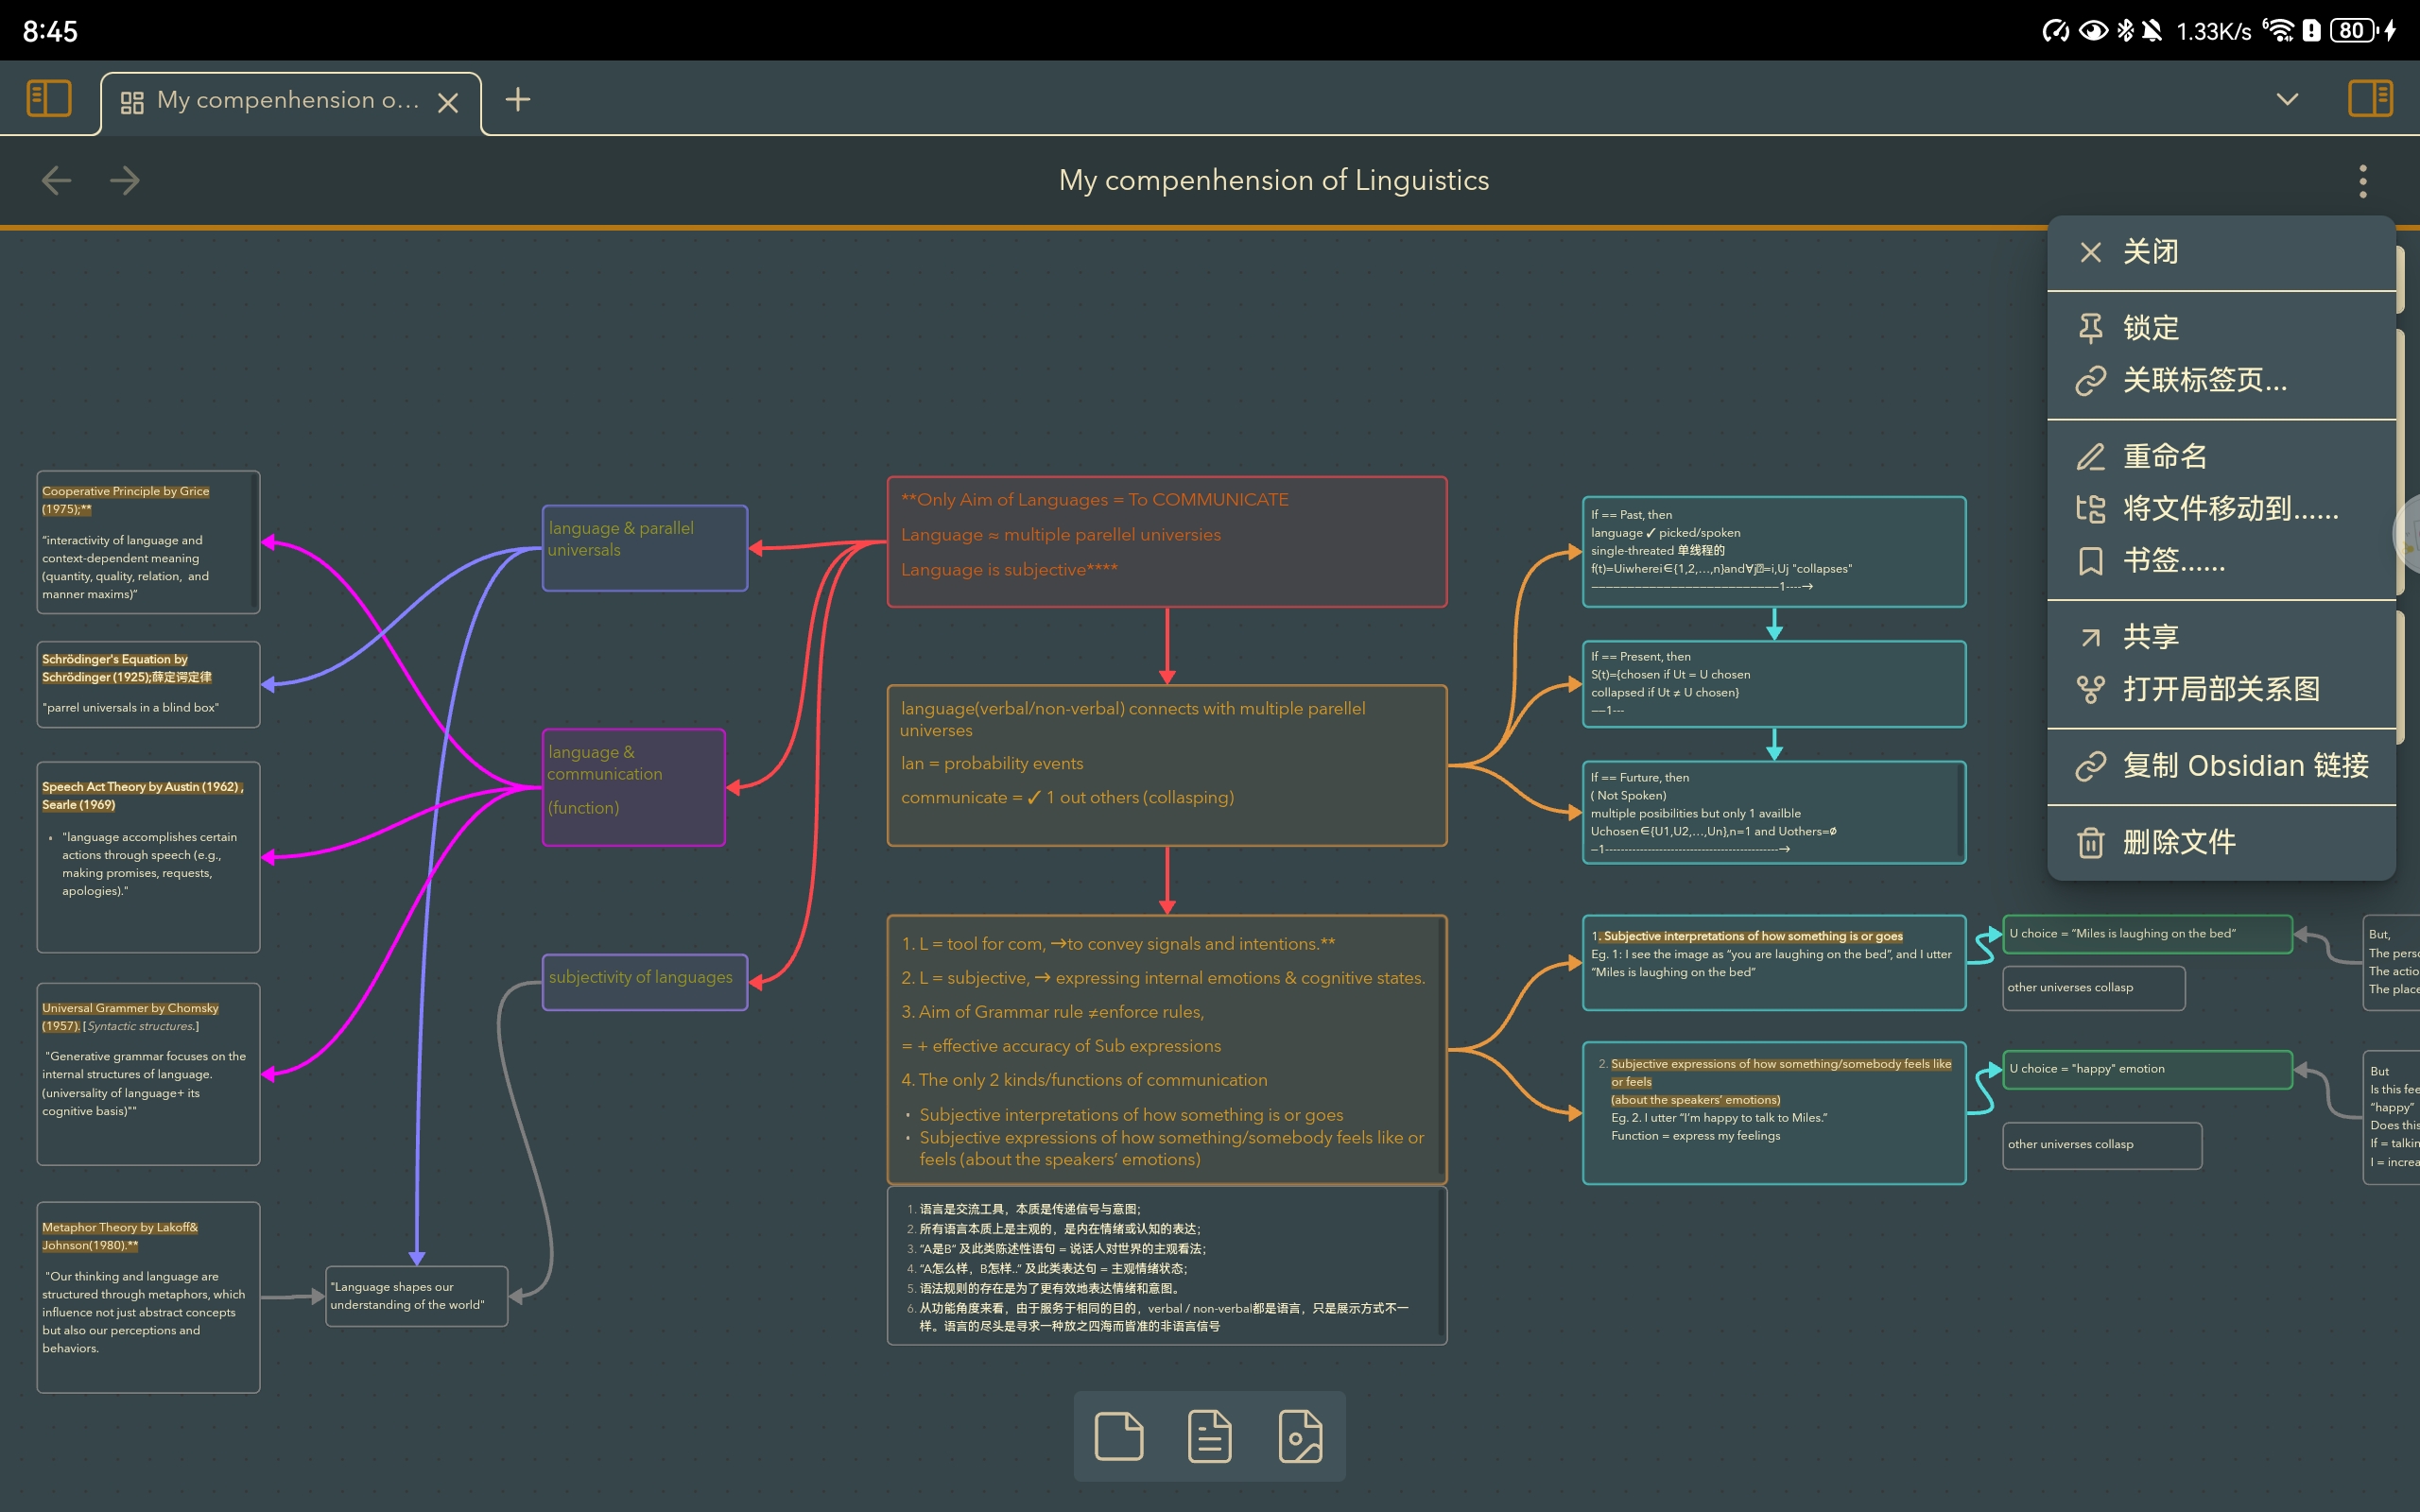 8:45
1.33K/s
6
80
My compenhension o...
My compenhension of Linguistics
关闭
锁定
关联标签页...
重命名
将文件移动到......
书签......
共享
打开局部关系图
复制 Obsidian 链接
删除文件
Cooperative Principle by Grice
(1975);**
"interactivity of language and
context-dependent meaning
(quantity, quality, relation, and
manner maxims)"
Schrödinger's Equation by
Schrödinger (1925);薛定谔定律
"parrel universals in a blind box"
Speech Act Theory by Austin (1962) ,
Searle (1969)
• "language accomplishes certain
actions through speech (e.g.,
making promises, requests,
apologies)."
Universal Grammer by Chomsky
(1957). [Syntactic structures.]
"Generative grammar focuses on the
internal structures of language.
(universality of language+ its
cognitive basis)""
Metaphor Theory by Lakoff&
Johnson(1980).**
"Our thinking and language are
structured through metaphors, which
influence not just abstract concepts
but also our perceptions and
behaviors.
"Language shapes our
understanding of the world"
language & parallel
universals
language &
communication
(function)
subjectivity of languages
**Only Aim of Languages = To COMMUNICATE
Language ≈ multiple parellel universies
Language is subjective****
language(verbal/non-verbal) connects with multiple parellel
universes
lan = probability events
communicate = ✓ 1 out others (collasping)
1. L = tool for com, →to convey signals and intentions.**
2. L = subjective, → expressing internal emotions & cognitive states.
3. Aim of Grammar rule ≠enforce rules,
= + effective accuracy of Sub expressions
4. The only 2 kinds/functions of communication
• Subjective interpretations of how something is or goes
• Subjective expressions of how something/somebody feels like or
feels (about the speakers' emotions)
1. 语言是交流工具，本质是传递信号与意图；
2. 所有语言本质上是主观的，是内在情绪或认知的表达；
3. "A是B" 及此类陈述性语句 = 说话人对世界的主观看法；
4. "A怎么样，B怎样.." 及此类表达句 = 主观情绪状态；
5. 语法规则的存在是为了更有效地表达情绪和意图。
6. 从功能角度来看，由于服务于相同的目的，verbal / non-verbal都是语言，只是展示方式不一
样。语言的尽头是寻求一种放之四海而皆准的非语言信号
If == Past, then
language ✓ picked/spoken
single-threated 单线程的
f(t)=Uiwherei∈{1,2,…,n}and∀j=i,Uj "collapses"
—————————————————1----→
If == Present, then
S(t)={chosen if Ut = U chosen
collapsed if Ut ≠ U chosen}
——1---
If == Furture, then
( Not Spoken)
multiple posibilities but only 1 availble
Uchosen∈{U1,U2,…,Un},n=1 and Uothers=∅
—1---------------------------------------------→
1. Subjective interpretations of how something is or goes
Eg. 1: I see the image as "you are laughing on the bed", and I utter
"Miles is laughing on the bed"
2. Subjective expressions of how something/somebody feels like
or feels
(about the speakers' emotions)
Eg. 2. I utter "I'm happy to talk to Miles."
Function = express my feelings
U choice = "Miles is laughing on the bed"
other universes collasp
U choice = "happy" emotion
other universes collasp
But,
The perso
The actio
The place
But
Is this fee
"happy"
Does this
If = talkin
I = increa